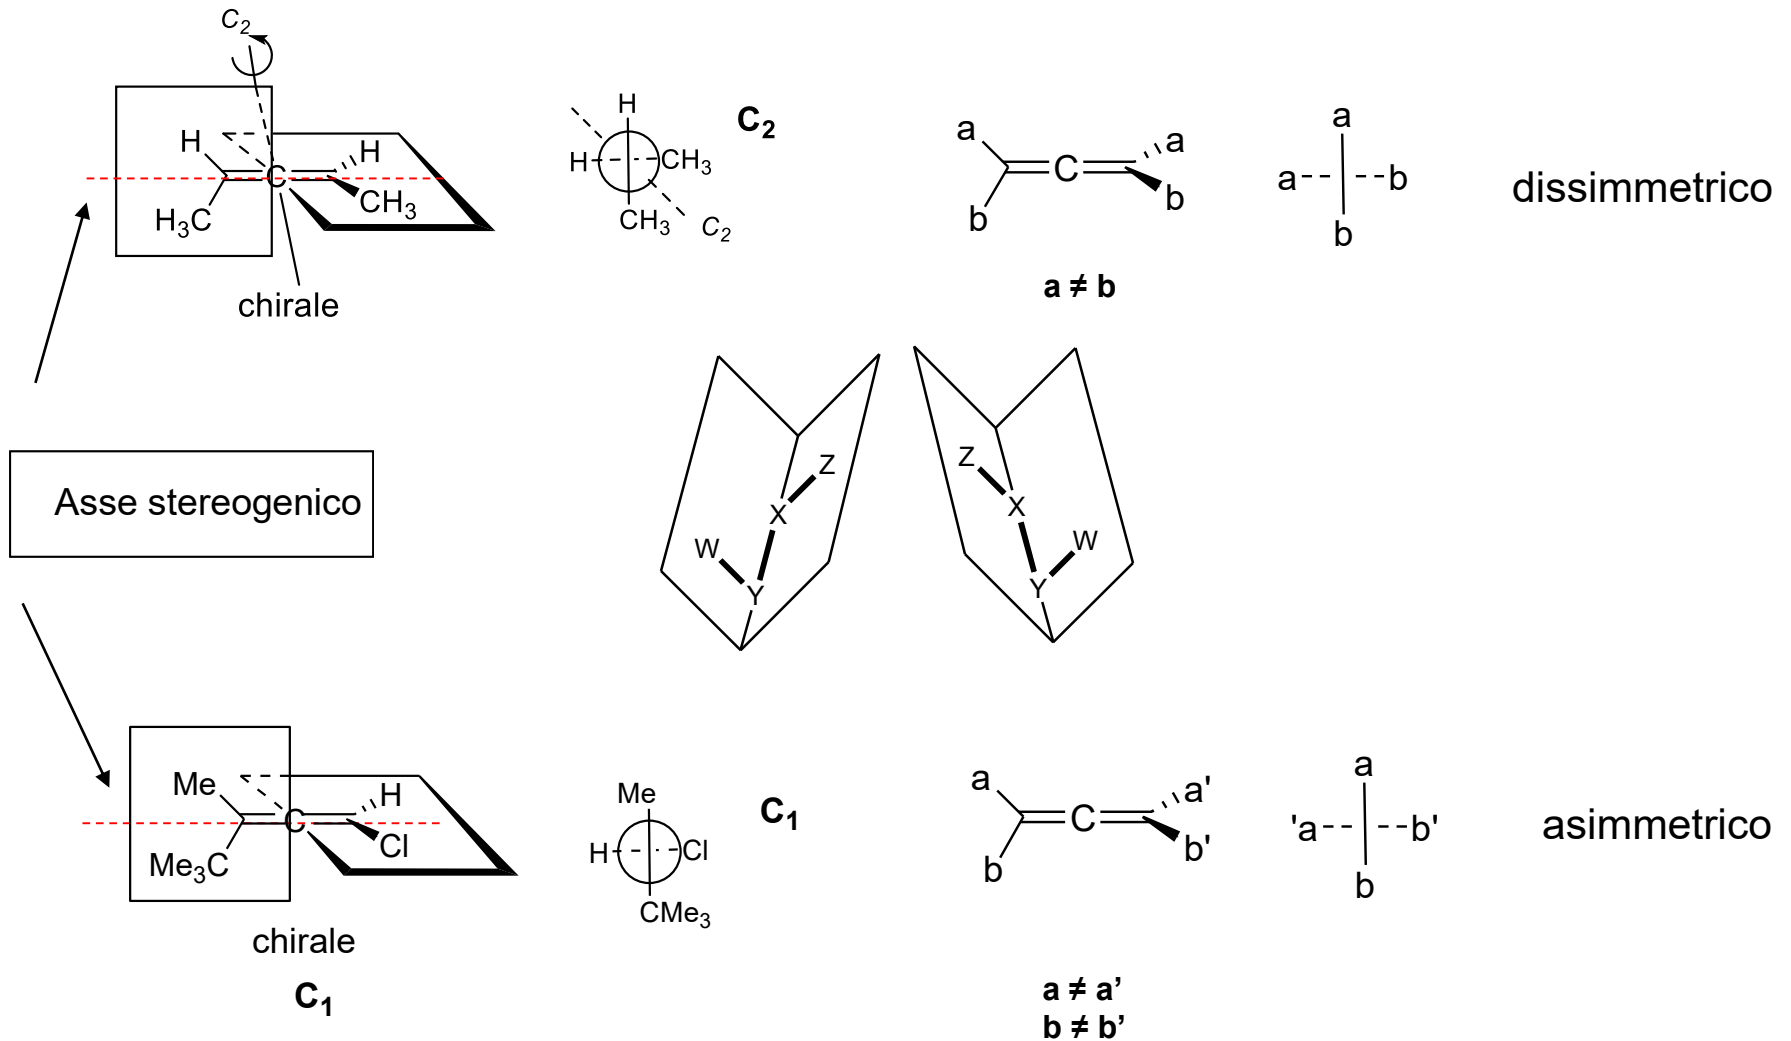 C2
H
H
C
H3C
CH3
chirale
H
H
CH3
CH3
C2
C2
a
b
C
a
b
a ≠ b
a
a
b
b
dissimmetrico
Z
X
W
Y
Z
X
W
Y
Asse stereogenico
Me
H
C
Me3C
Cl
chirale
C1
Me
H
Cl
CMe3
C1
a
b
C
a'
b'
a ≠ a’
b ≠ b’
a
'a
b'
b
asimmetrico